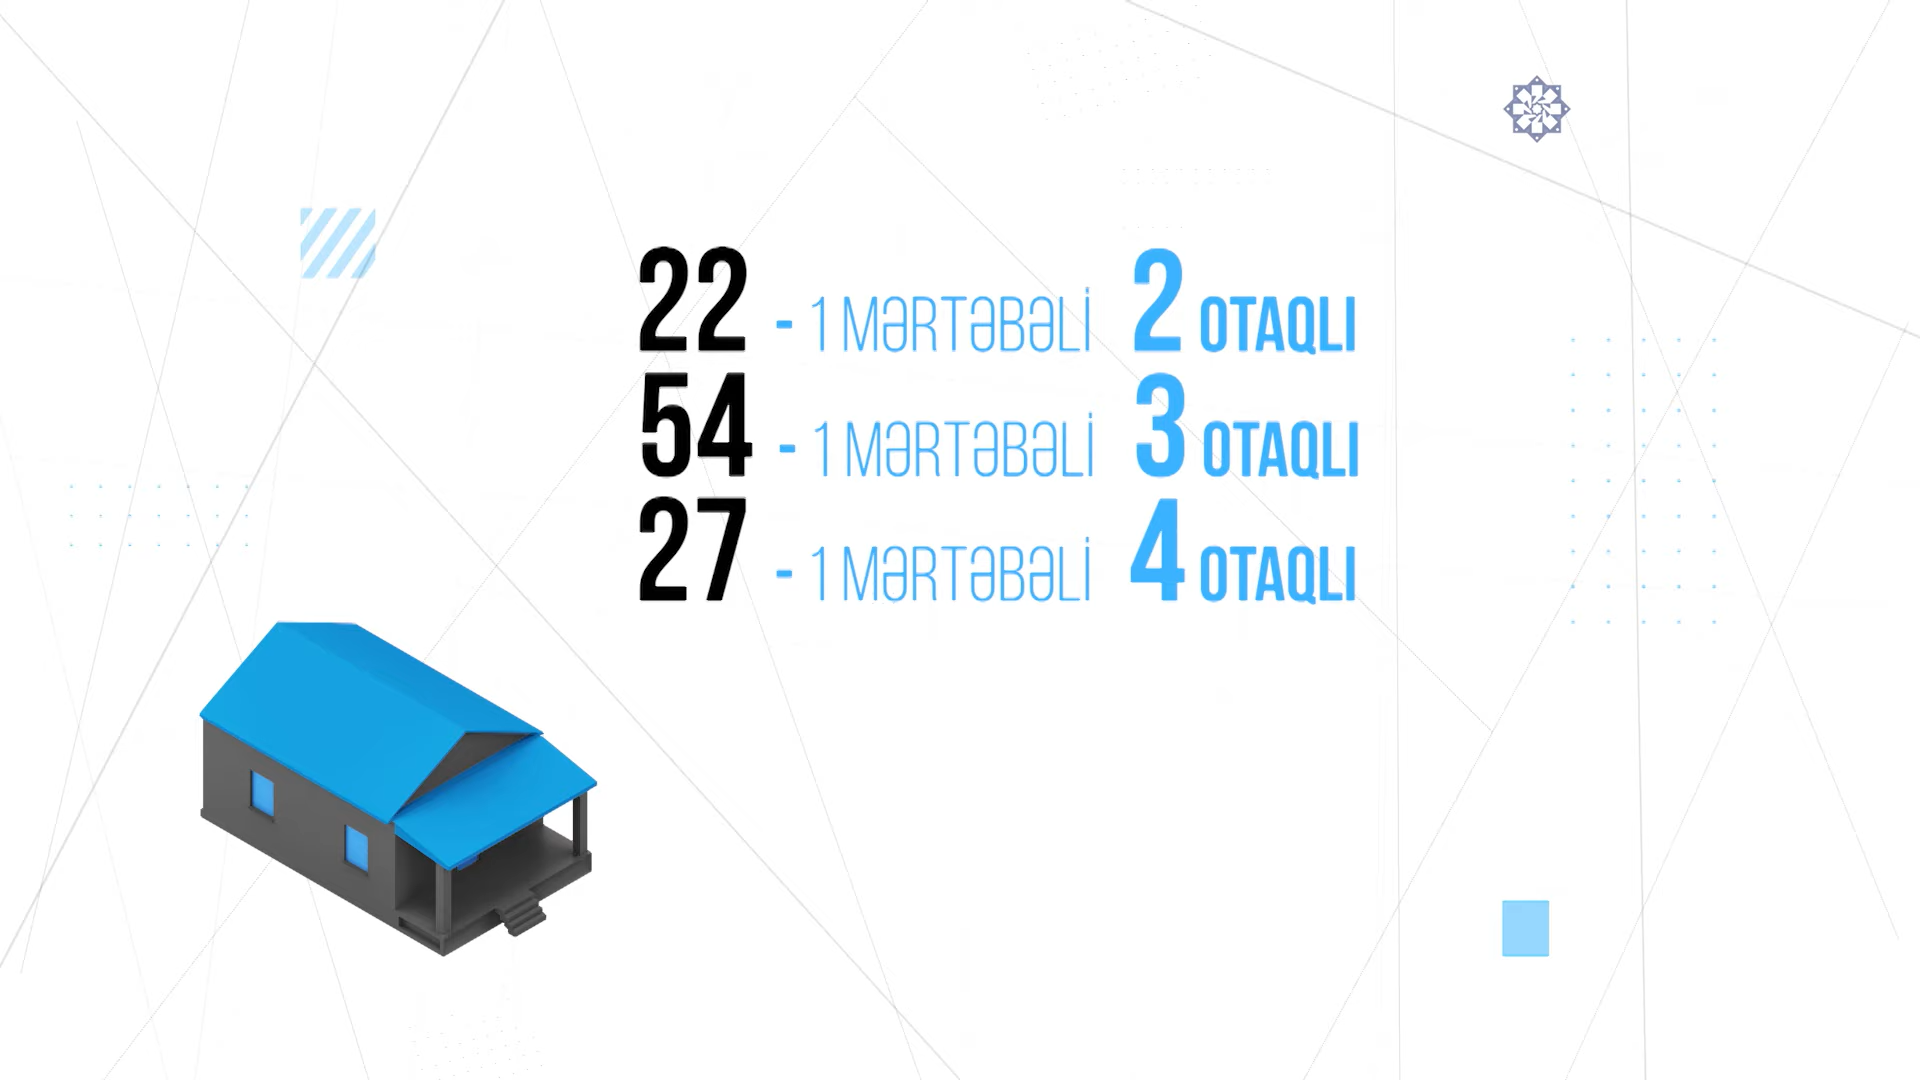 22 - 1 MƏRTƏBƏLİ 2 OTAQLI
54 - 1 MƏRTƏBƏLİ 3 OTAQLI
27 - 1 MƏRTƏBƏLİ 4 OTAQLI